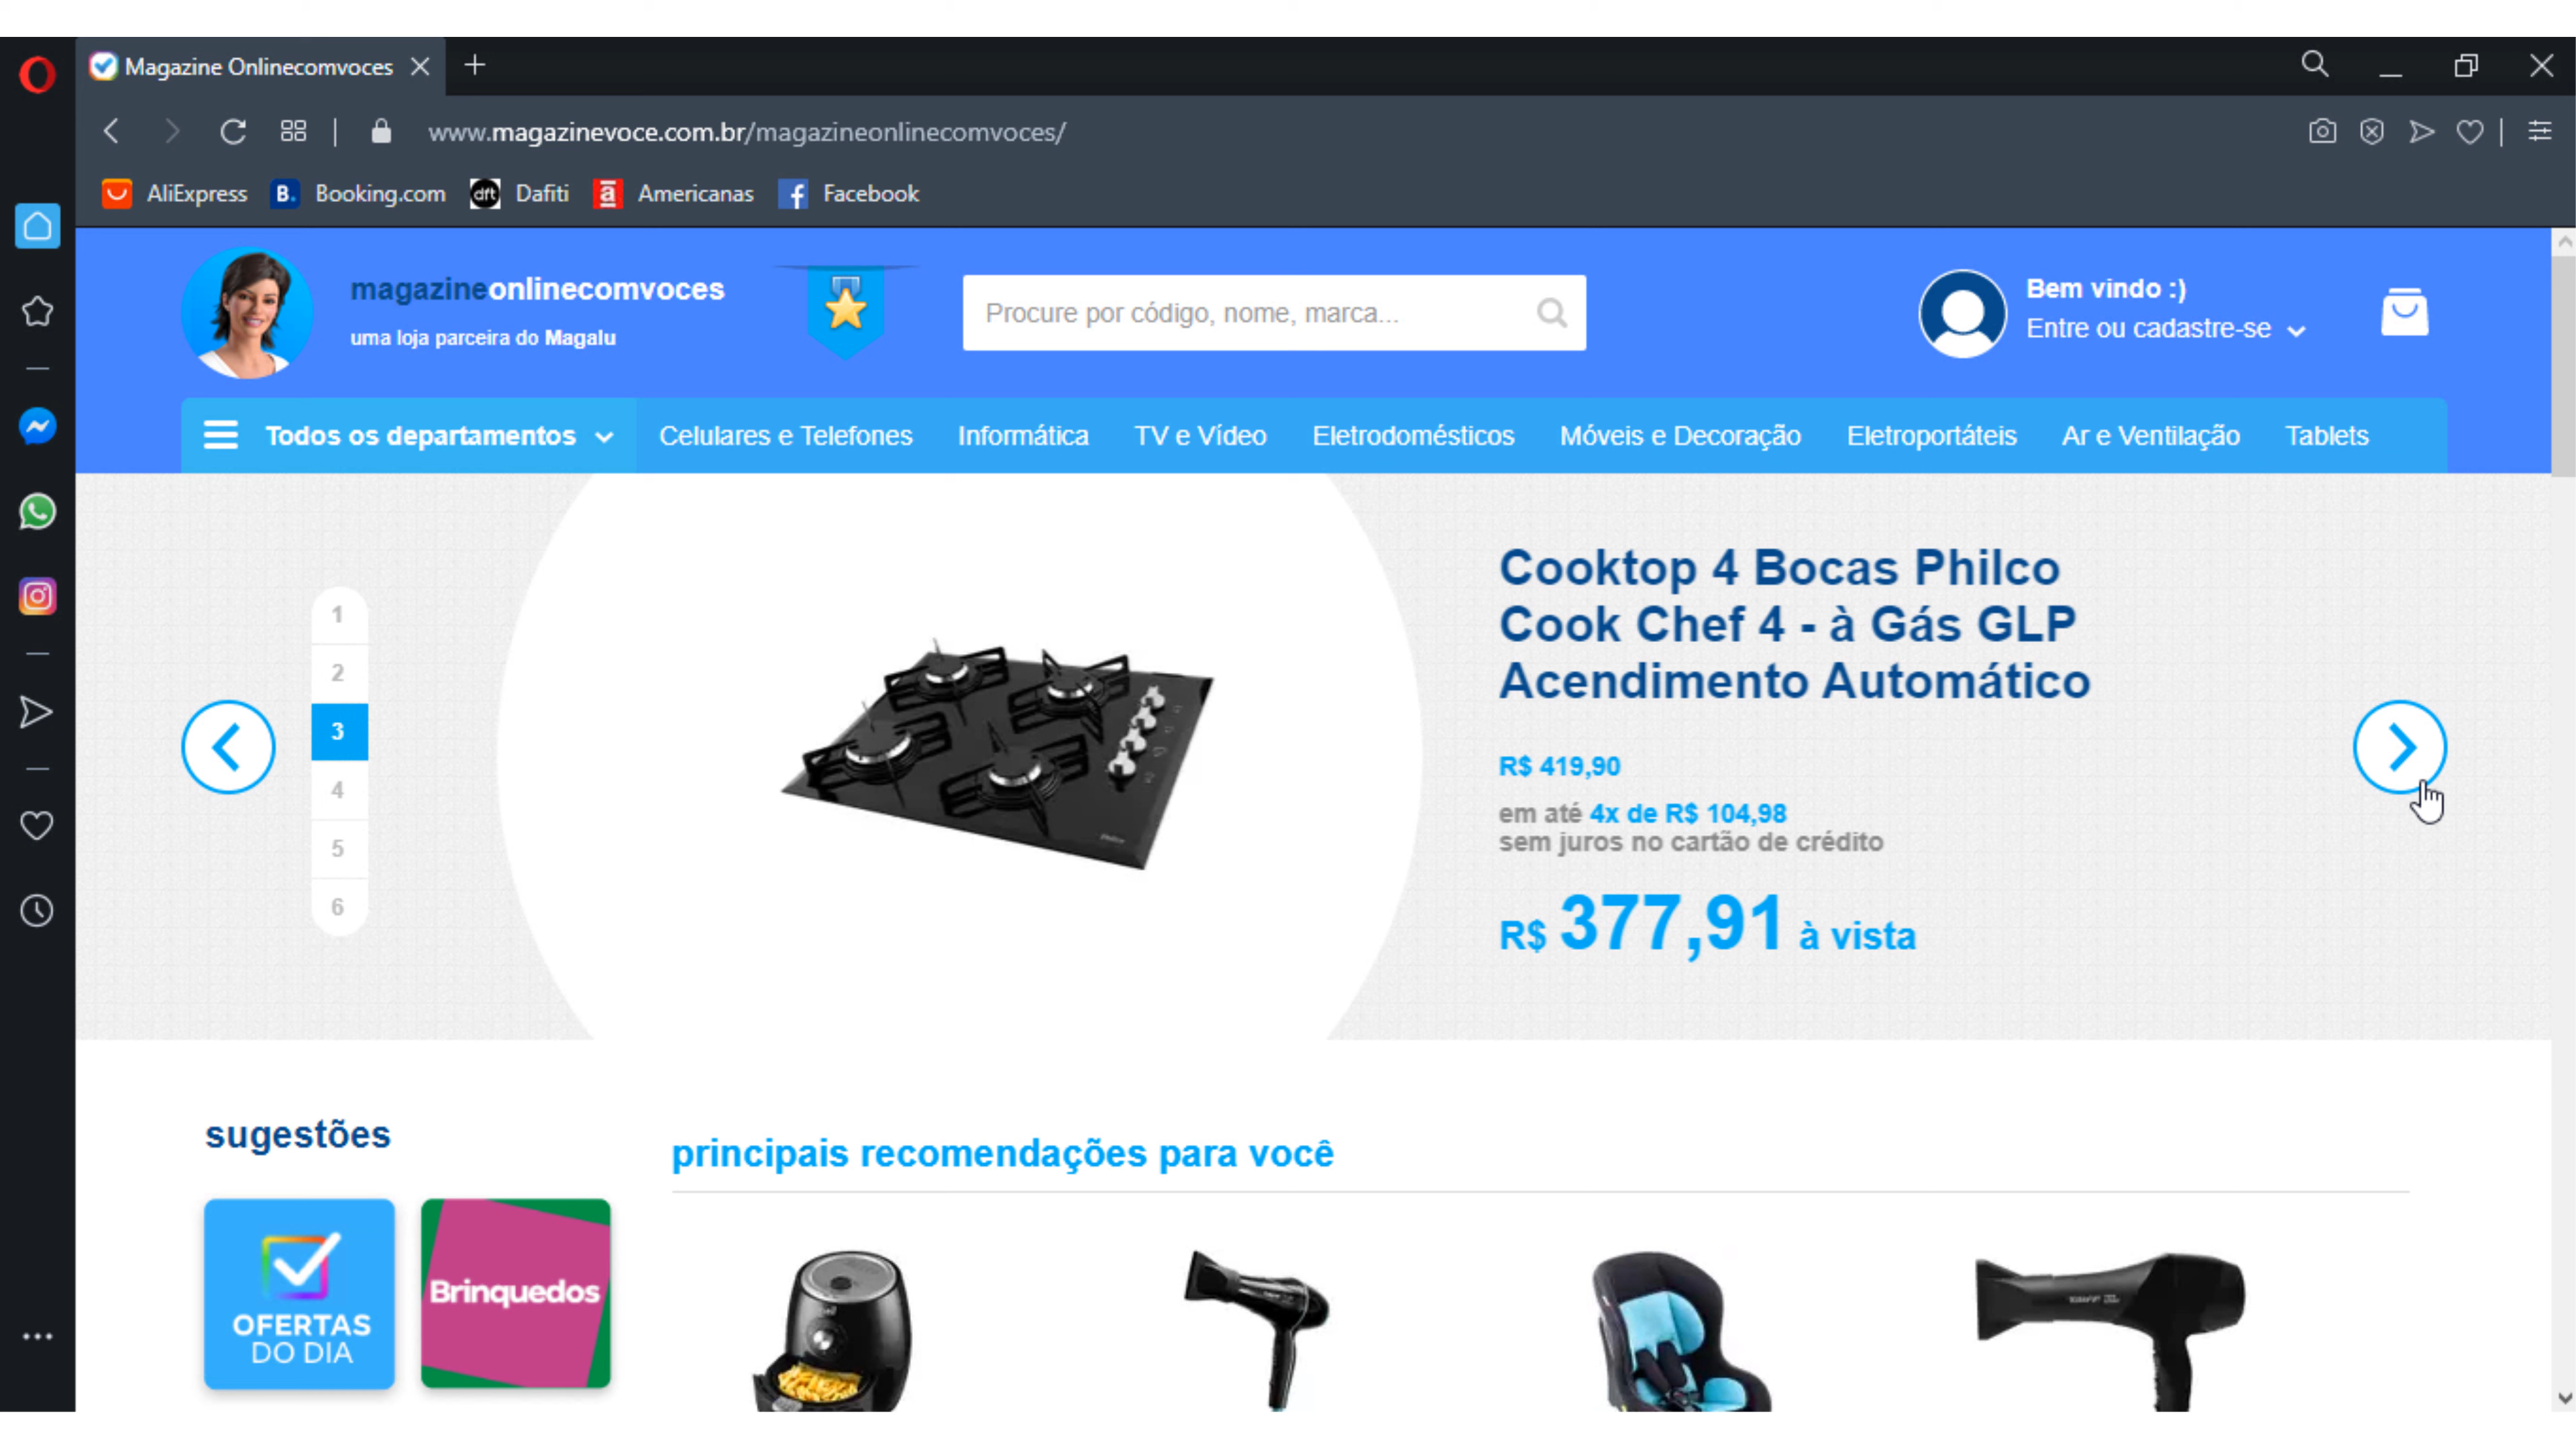 Magazine Onlinecomvoces
www.magazinevoce.com.br/magazineonlinecomvoces/
AliExpress B. Booking.com dft Dafiti a Americanas f Facebook
magazineonlinecomvoces
uma loja parceira do Magalu
Procure por código, nome, marca...
Bem vindo :)
Entre ou cadastre-se
Todos os departamentos Celulares e Telefones Informática TV e Vídeo Eletrodomésticos Móveis e Decoração Eletroportáteis Ar e Ventilação Tablets
1
2
3
4
5
6
Cooktop 4 Bocas Philco
Cook Chef 4 - à Gás GLP
Acendimento Automático
R$ 419,90
em até 4x de R$ 104,98
sem juros no cartão de crédito
R$ 377,91 à vista
sugestões
principais recomendações para você
OFERTAS
DO DIA
Brinquedos